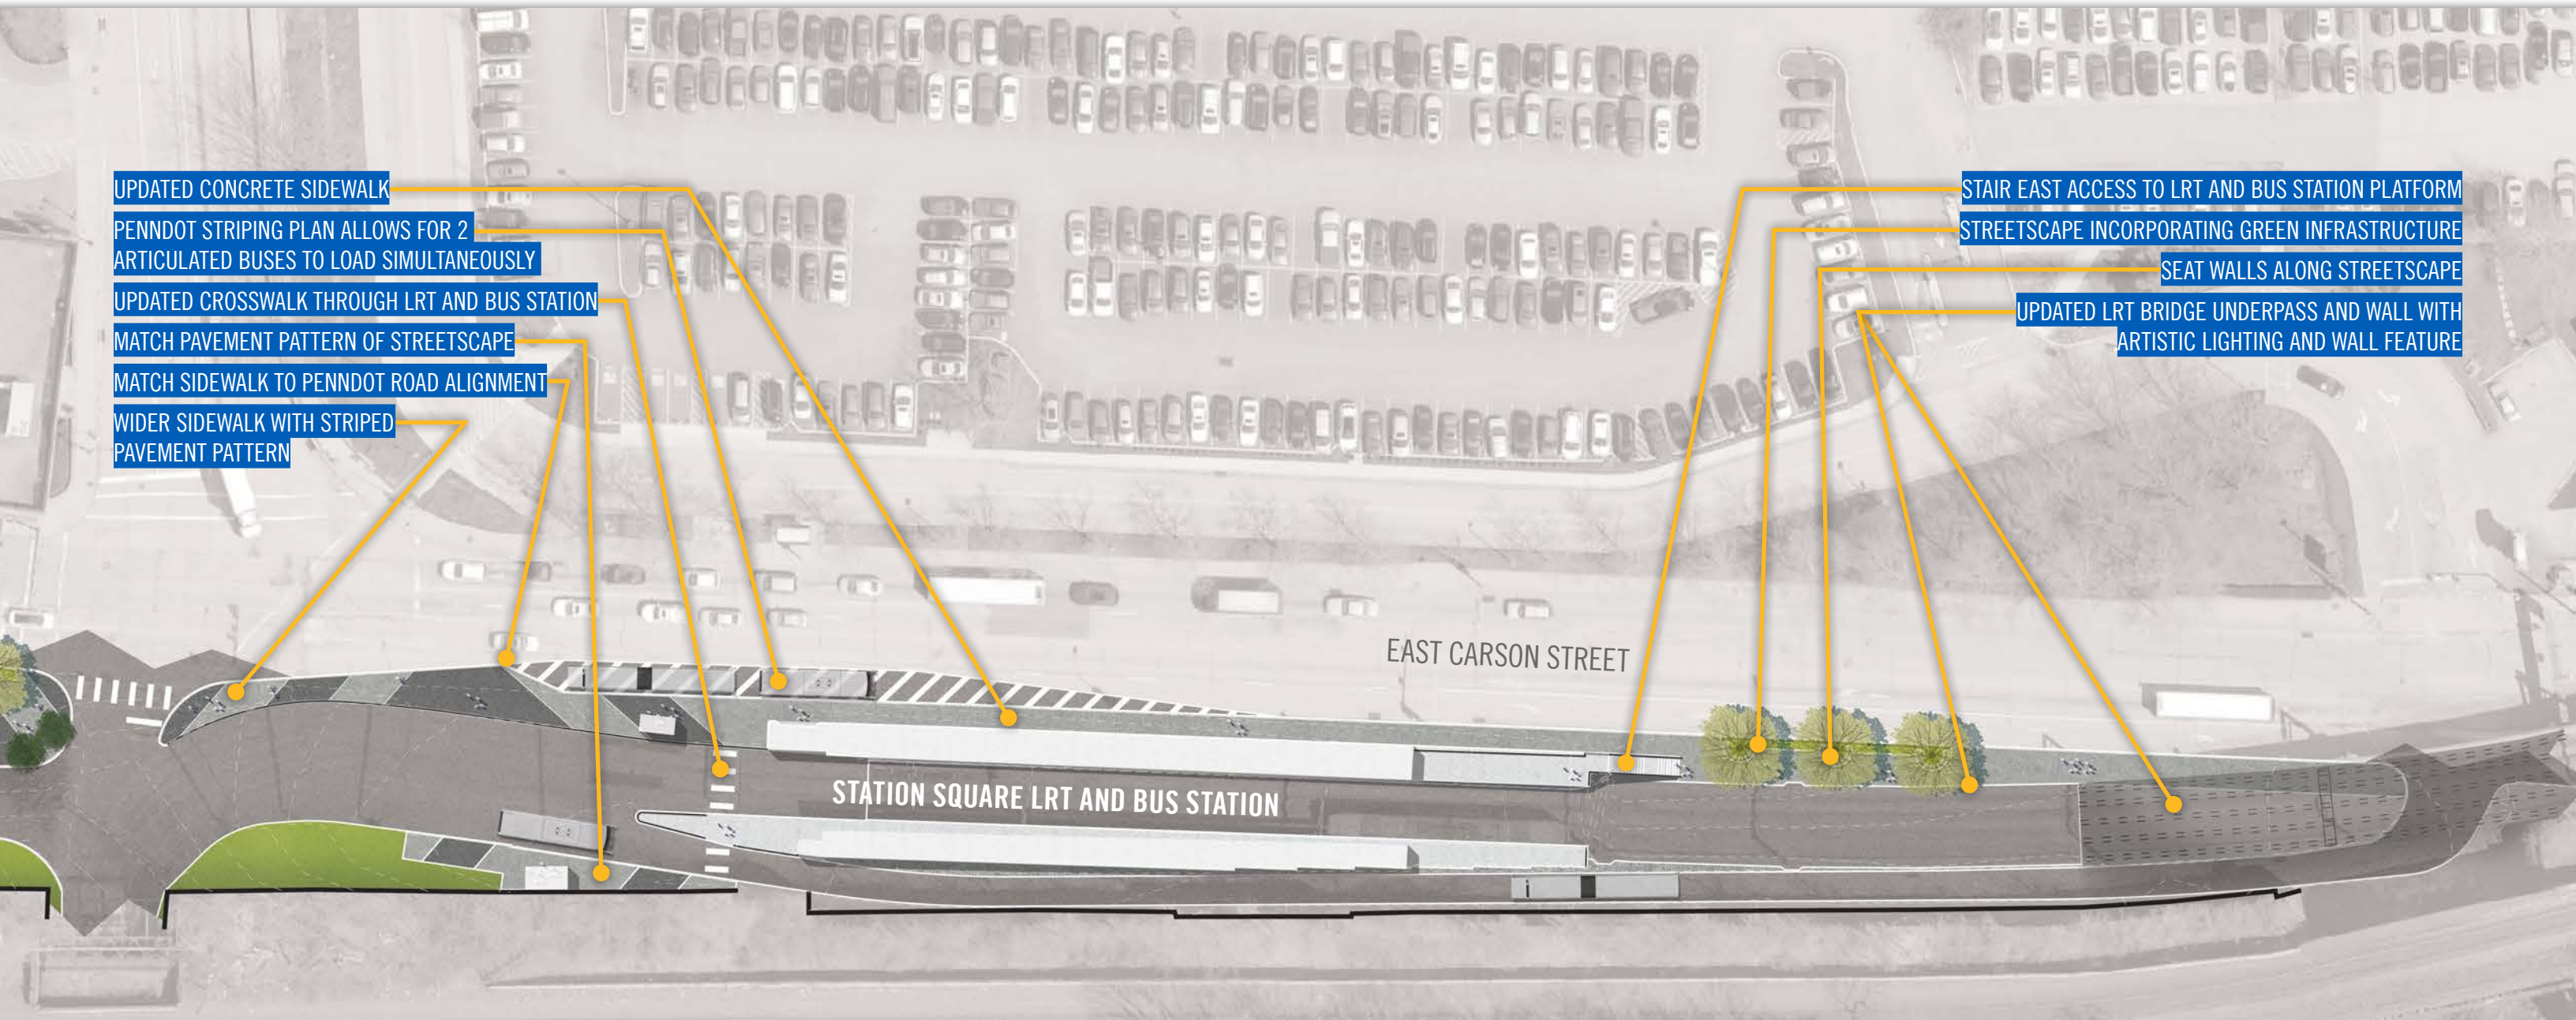 UPDATED CONCRETE SIDEWALK
PENNDOT STRIPING PLAN ALLOWS FOR 2
ARTICULATED BUSES TO LOAD SIMULTANEOUSLY
UPDATED CROSSWALK THROUGH LRT AND BUS STATION
MATCH PAVEMENT PATTERN OF STREETSCAPE
MATCH SIDEWALK TO PENNDOT ROAD ALIGNMENT
WIDER SIDEWALK WITH STRIPED
PAVEMENT PATTERN
STAIR EAST ACCESS TO LRT AND BUS STATION PLATFORM
STREETSCAPE INCORPORATING GREEN INFRASTRUCTURE
SEAT WALLS ALONG STREETSCAPE
UPDATED LRT BRIDGE UNDERPASS AND WALL WITH
ARTISTIC LIGHTING AND WALL FEATURE
EAST CARSON STREET
STATION SQUARE LRT AND BUS STATION